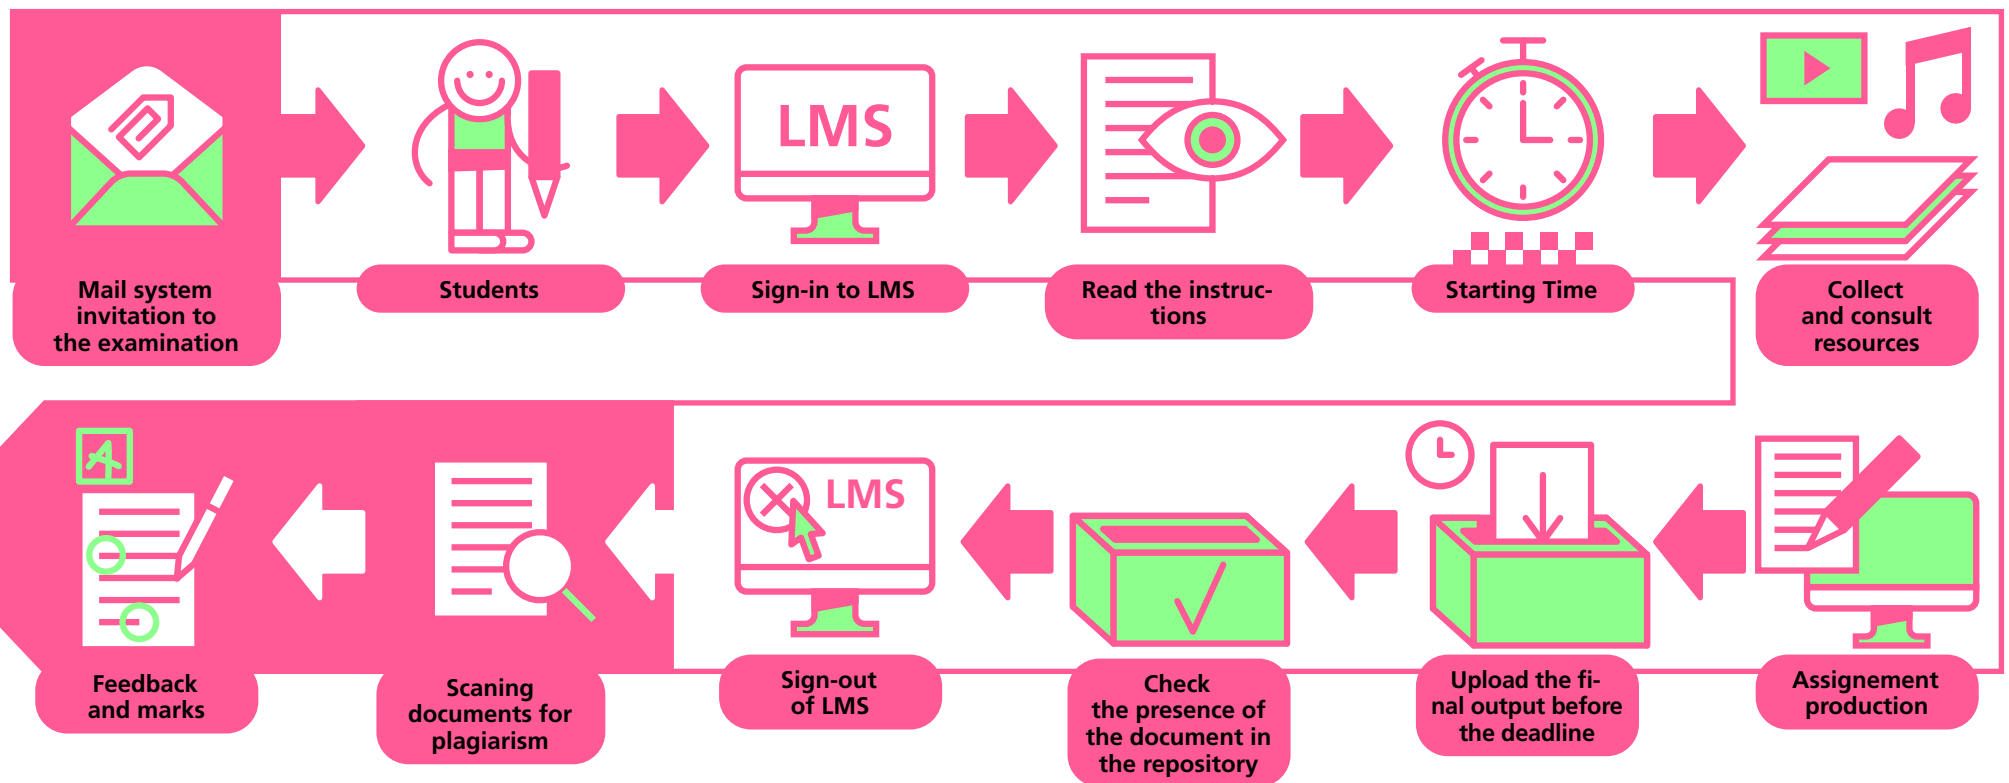 LMS
Mail system
invitation to
the examination
Students
Sign-in to LMS
Read the instruc-
tions
Starting Time
Collect
and consult
resources
A
LMS
Feedback
and marks
Scaning
documents for
plagiarism
Sign-out
of LMS
Check
the presence of
the document in
the repository
Upload the fi-
nal output before
the deadline
Assignement
production